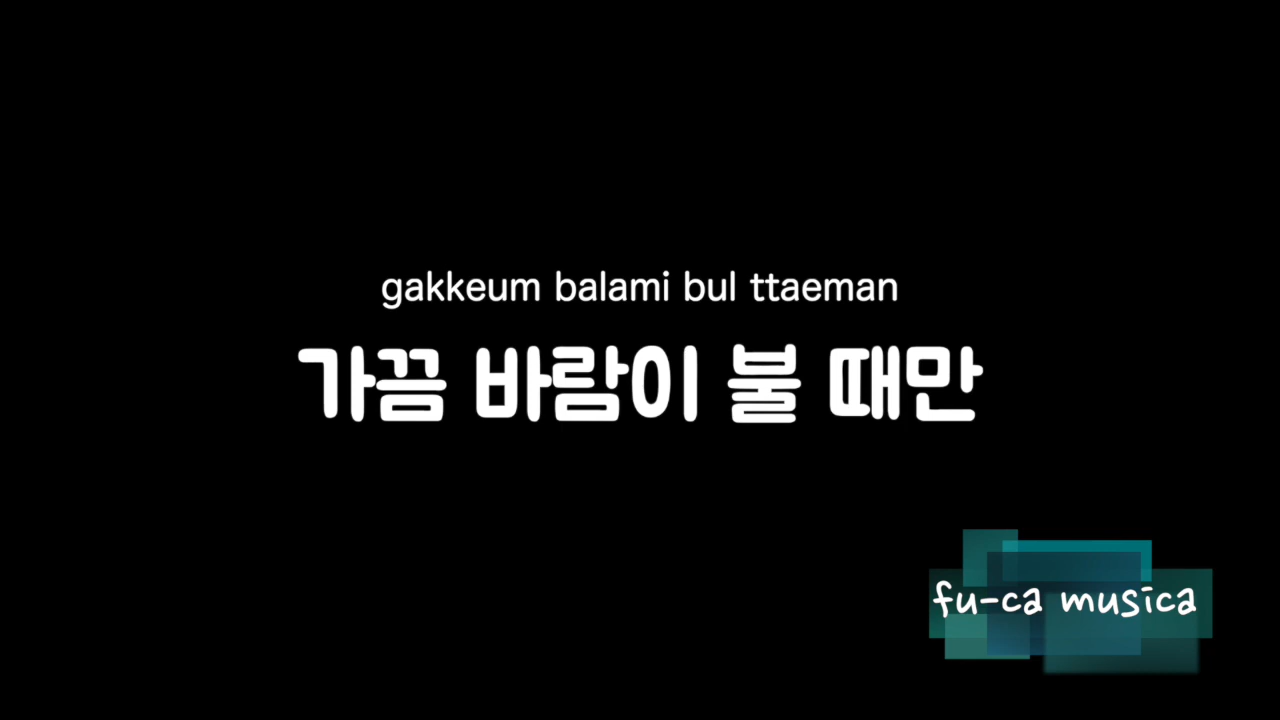 gakkeum balami bul ttaeman
가끔 바람이 불 때만
fu-ca musica